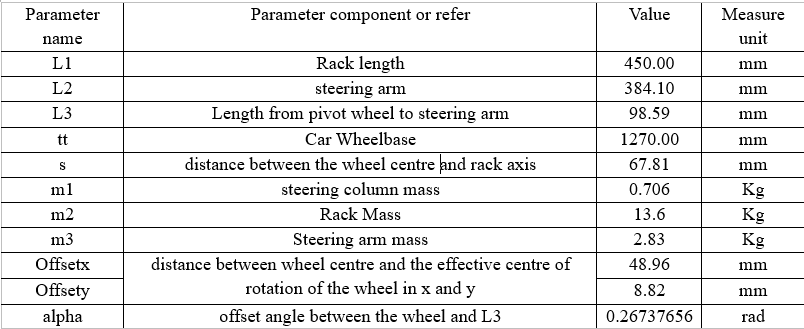 Parameter name Parameter component or refer Value Measure unit
L1 Rack length 450.00 mm
L2 steering arm 384.10 mm
L3 Length from pivot wheel to steering arm 98.59 mm
tt Car Wheelbase 1270.00 mm
s distance between the wheel centre and rack axis 67.81 mm
m1 steering column mass 0.706 Kg
m2 Rack Mass 13.6 Kg
m3 Steering arm mass 2.83 Kg
Offsetx distance between wheel centre and the effective centre of 48.96 mm
Offsety rotation of the wheel in x and y 8.82 mm
alpha offset angle between the wheel and L3 0.26737656 rad